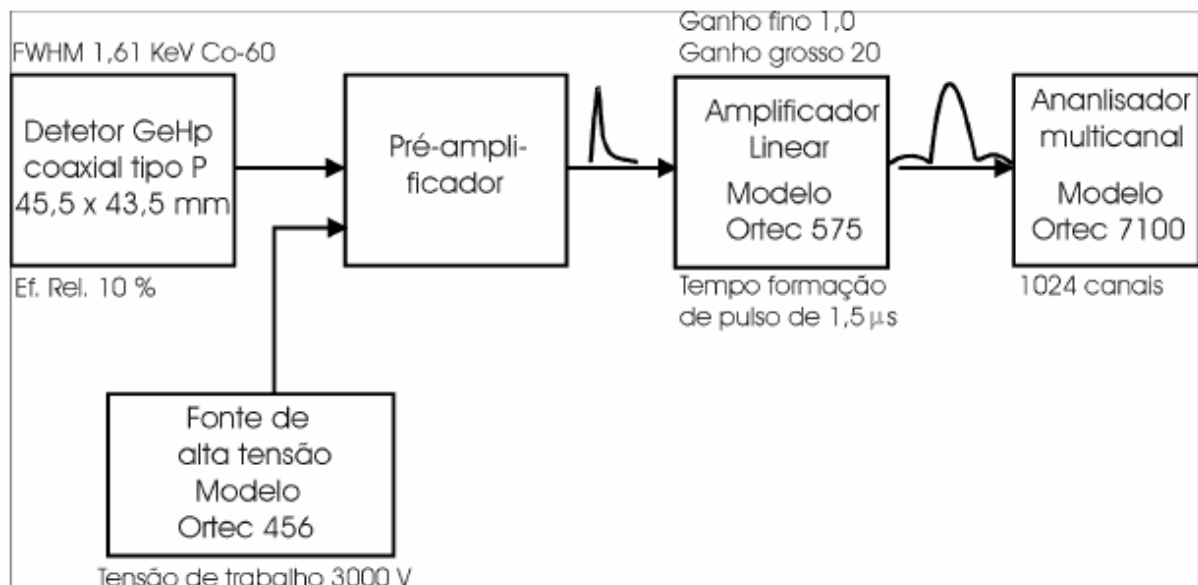 FWHM 1,61 KeV Co-60
Detetor GeHp
coaxial tipo P
45,5 x 43,5 mm
Ef. Rel. 10 %
Pré-ampli-
ficador
Ganho fino 1,0
Ganho grosso 20
Amplificador
Linear
Modelo
Ortec 575
Tempo formação
de pulso de 1,5 μs
Ananlisador
multicanal
Modelo
Ortec 7100
1024 canais
Fonte de
alta tensão
Modelo
Ortec 456
Tensão de trabalho 3000 V